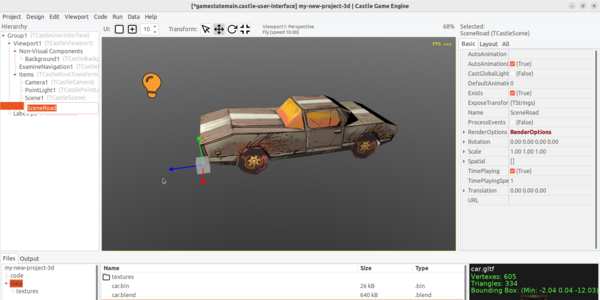 [*gamestatemain.castle-user-interface] my-new-project-3d | Castle Game Engine
Project Design Edit Viewport Code Run Data Help
Hierarchy
Group1 (TCastleUserInterface)
Viewport1 (TCastleViewport)
Non-Visual Components
Background1 (TCastleBackg
ExamineNavigation1 (TCastle
Items (TCastleRootTransform
Camera1 (TCastleCamera)
PointLight1 (TCastlePointLig
Scene1 (TCastleScene)
SceneRoad
UI:
10
Transform:
Viewport1: Perspective
Fly (speed 10.00)
68%
FPS: xxx
Selected:
SceneRoad (TCastleScene)
Basic Layout All
AutoAnimation
AutoAnimationL (True)
CastGlobalLight (False)
DefaultAnimatio 0
Exists (True)
ExposeTransfor (TStrings)
Name SceneRoad
ProcessEvents (False)
RenderOptions RenderOptions
Rotation 0.00 0.00 0.00 0.00
Scale 1.00 1.00 1.00
Spatial []
TimePlaying (True)
TimePlayingSpe 1
Translation 0.00 0.00 0.00
URL
Files Output
my-new-project-3d
code
data
textures
Name Size Type
textures
car.bin 26 kB .bin
car.blend 640 kB .blend
car.gltf
Vertexes: 605
Triangles: 334
Bounding Box: (Min: -2.04 0.04 -12.03)